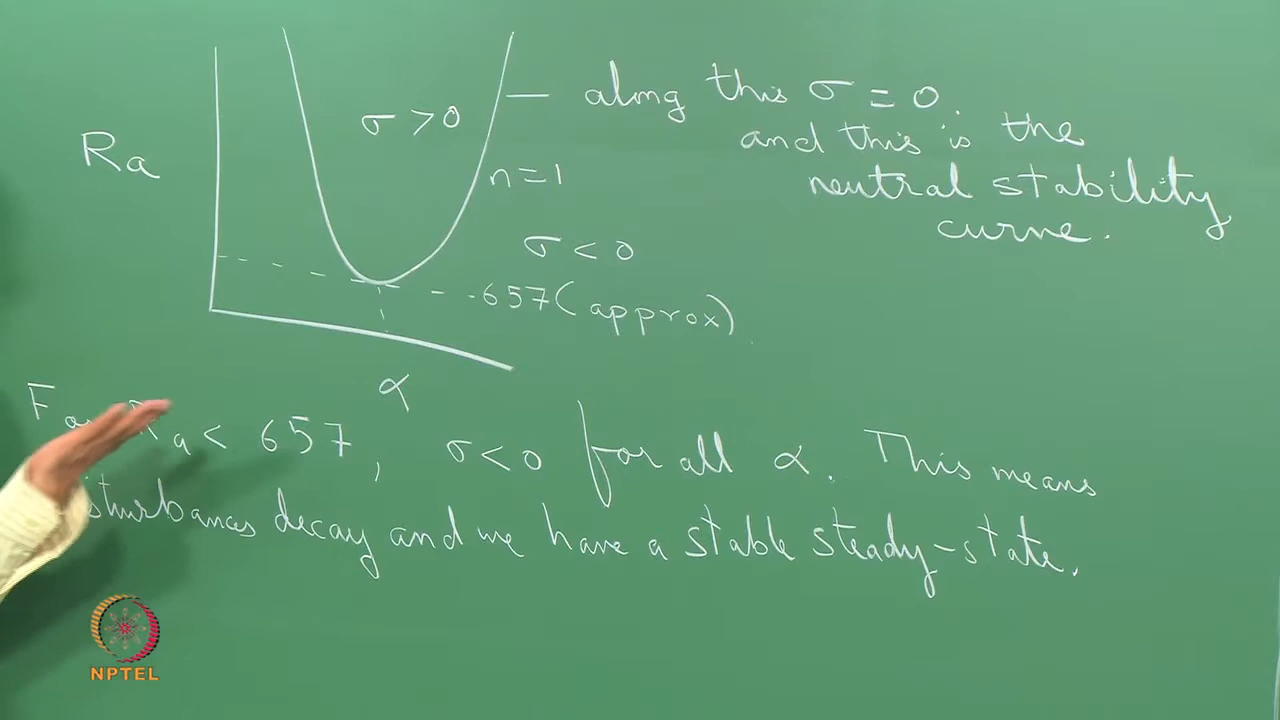 along this σ = 0.
σ > 0
and this is the
Ra
n = 1
neutral stability
curve.
σ < 0
657 (approx)
α
a < 657, σ < 0 for all α. This means
decay and we have a stable steady-state.
NPTEL